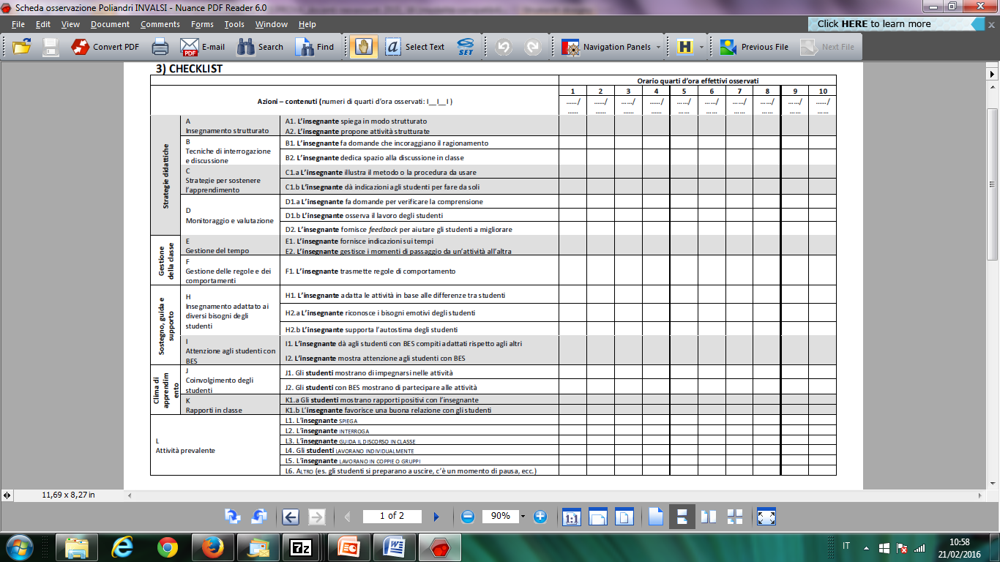 Scheda osservazione Poliandri INVALSI - Nuance PDF Reader 6.0
File Edit View Document Comments Forms Tools Window Help
Click HERE to learn more
Convert PDF E-mail Search Find Select Text SET Navigation Panels H Previous File Next File
3) CHECKLIST
Orario quarti d'ora effettivi osservati
Azioni – contenuti (numeri di quarti d'ora osservati: I__I__I )
1 2 3 4 5 6 7 8 9 10
……/ ……/ ……/ ……/ ……/ ……/ ……/ ……/ ……/ ……/
…… …… …… …… …… …… …… …… …… ……
Strategie didattiche
A
Insegnamento strutturato
A1. L'insegnante spiega in modo strutturato
A2. L'insegnante propone attività strutturate
B
Tecniche di interrogazione
e discussione
B1. L'insegnante fa domande che incoraggiano il ragionamento
B2. L'insegnante dedica spazio alla discussione in classe
C
Strategie per sostenere
l'apprendimento
C1.a L'insegnante illustra il metodo o la procedura da usare
C1.b L'insegnante dà indicazioni agli studenti per fare da soli
D
Monitoraggio e valutazione
D1.a L'insegnante fa domande per verificare la comprensione
D1.b L'insegnante osserva il lavoro degli studenti
D2. L'insegnante fornisce feedback per aiutare gli studenti a migliorare
Gestione
della classe
E
Gestione del tempo
E1. L'insegnante fornisce indicazioni sui tempi
E2. L'insegnante gestisce i momenti di passaggio da un'attività all'altra
F
Gestione delle regole e dei
comportamenti
F1. L'insegnante trasmette regole di comportamento
Sostegno, guida e
supporto
H
Insegnamento adattato ai
diversi bisogni degli
studenti
H1. L'insegnante adatta le attività in base alle differenze tra studenti
H2.a L'insegnante riconosce i bisogni emotivi degli studenti
H2.b L'insegnante supporta l'autostima degli studenti
I
Attenzione agli studenti con
BES
I1. L'insegnante dà agli studenti con BES compiti adattati rispetto agli altri
I2. L'insegnante mostra attenzione agli studenti con BES
Clima di
apprendim
ento
J
Coinvolgimento degli
studenti
J1. Gli studenti mostrano di impegnarsi nelle attività
J2. Gli studenti con BES mostrano di partecipare alle attività
K
Rapporti in classe
K1.a Gli studenti mostrano rapporti positivi con l'insegnante
K1.b L'insegnante favorisce una buona relazione con gli studenti
L
Attività prevalente
L1. L'insegnante SPIEGA
L2. L'insegnante INTERROGA
L3. L'insegnante GUIDA IL DISCORSO IN CLASSE
L4. Gli studenti LAVORANO INDIVIDUALMENTE
L5. L'insegnante LAVORANO IN COPPIE O GRUPPI
L6. ALTRO (es. gli studenti si preparano a uscire, c'è un momento di pausa, ecc.)
11,69 x 8,27 in
1 of 2 90% 1:1
7z IT 10:58
21/02/2016